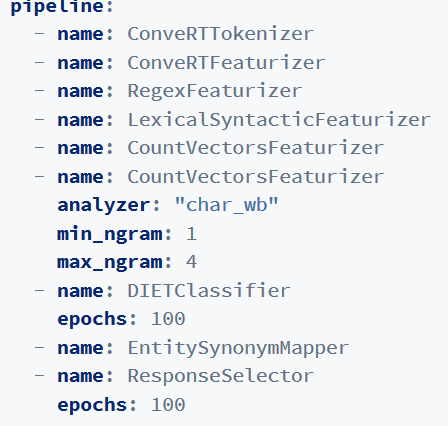 pipeline:
- name: ConveRTTokenizer
- name: ConveRTFeaturizer
- name: RegexFeaturizer
- name: LexicalSyntacticFeaturizer
- name: CountVectorsFeaturizer
- name: CountVectorsFeaturizer
analyzer: "char_wb"
min_ngram: 1
max_ngram: 4
- name: DIETClassifier
epochs: 100
- name: EntitySynonymMapper
- name: ResponseSelector
epochs: 100